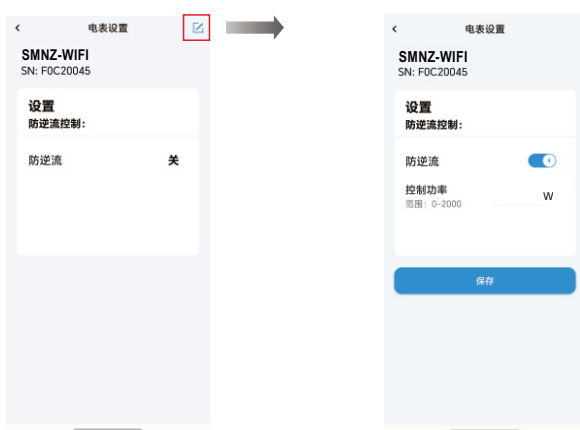 电表设置
SMNZ-WIFI
SN: F0C20045
设置
防逆流控制：
防逆流 关
电表设置
SMNZ-WIFI
SN: F0C20045
设置
防逆流控制：
防逆流
控制功率
范围：0-2000 W
保存